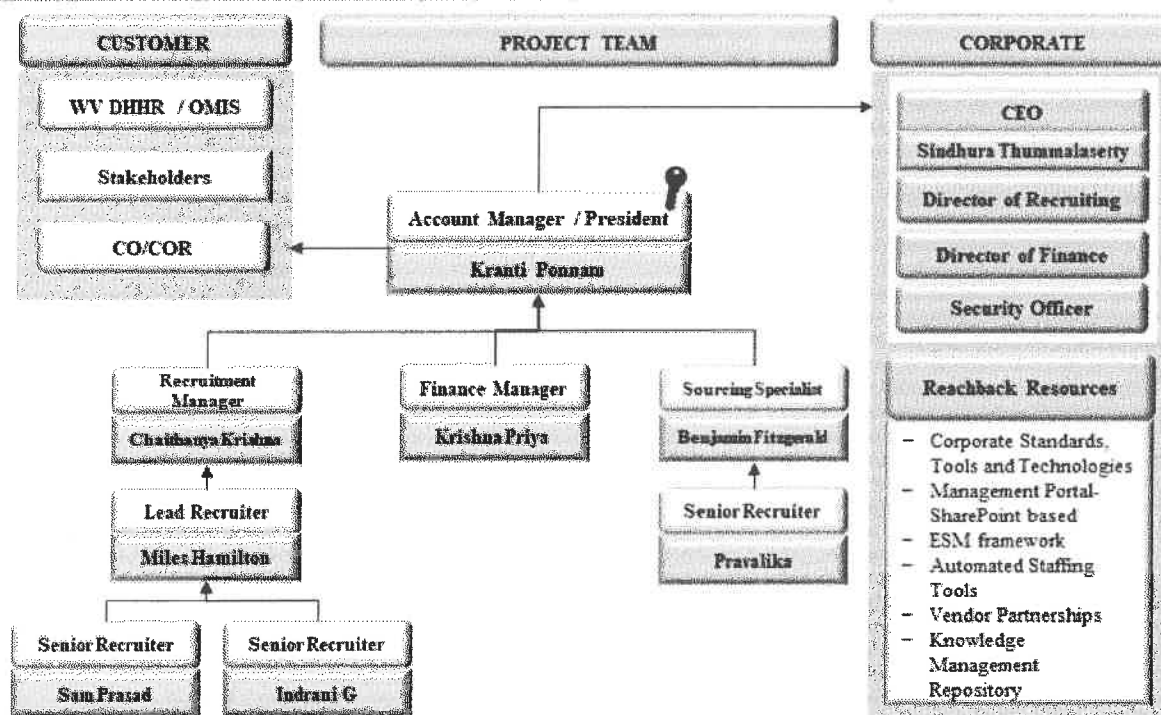 CUSTOMER
PROJECT TEAM
CORPORATE
WV DHHR / OMIS
Stakeholders
CO/COR
Account Manager / President
Kranti Ponnam
CEO
Sindhura Thummalasetty
Director of Recruiting
Director of Finance
Security Officer
Recruitment
Manager
Chaithanya Krishna
Finance Manager
Krishna Priya
Sourcing Specialist
Benjamin Fitzgerald
Lead Recruiter
Miles Hamilton
Senior Recruiter
Pravalika
Senior Recruiter
Sam Prasad
Senior Recruiter
Indrani G
Reachback Resources
– Corporate Standards,
Tools and Technologies
– Management Portal-
SharePoint based
– ESM framework
– Automated Staffing
Tools
– Vendor Partnerships
– Knowledge
Management
Repository